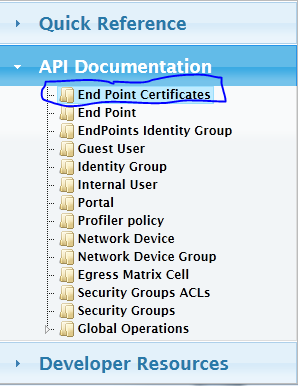 Quick Reference
API Documentation
End Point Certificates
End Point
EndPoints Identity Group
Guest User
Identity Group
Internal User
Portal
Profiler policy
Network Device
Network Device Group
Egress Matrix Cell
Security Groups ACLs
Security Groups
Global Operations
Developer Resources